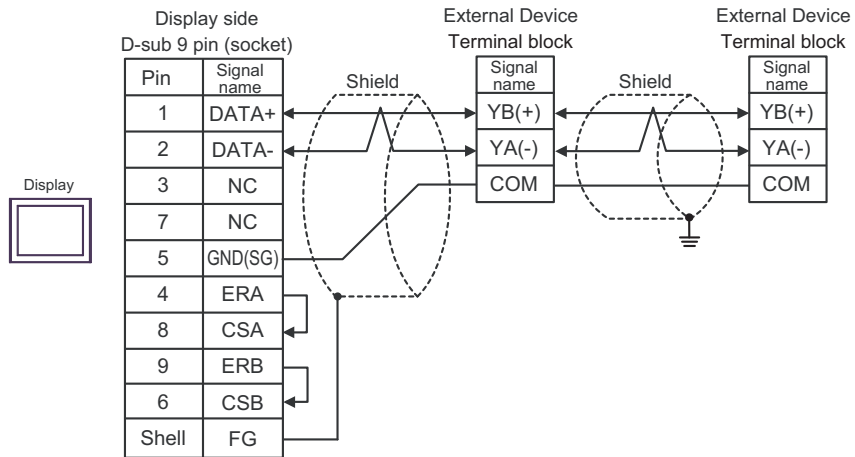 Display side
D-sub 9 pin (socket)
External Device
Terminal block
External Device
Terminal block
Pin
Signal
name
Shield
Signal
name
Shield
Signal
name
1 DATA+
YB(+)
YB(+)
2 DATA-
YA(-)
YA(-)
Display
3 NC
COM
COM
7 NC
5 GND(SG)
4 ERA
8 CSA
9 ERB
6 CSB
Shell FG